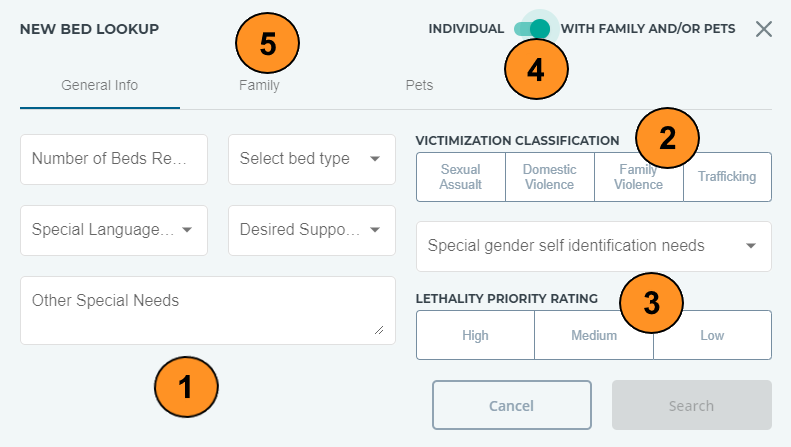 NEW BED LOOKUP
INDIVIDUAL
WITH FAMILY AND/OR PETS
5
4
General Info
Family
Pets
Number of Beds Re...
Select bed type
VICTIMIZATION CLASSIFICATION
2
Sexual
Assualt
Domestic
Violence
Family
Violence
Trafficking
Special Language...
Desired Suppo...
Special gender self identification needs
Other Special Needs
LETHALITY PRIORITY RATING
3
High
Medium
Low
1
Cancel
Search